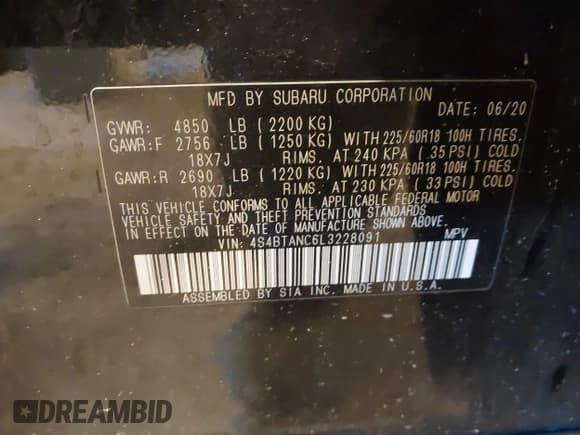 MFD BY SUBARU CORPORATION
DATE: 06/20
GVWR: 4850 LB (2200 KG)
GAWR:F 2756 LB (1250 KG) WITH 225/60R18 100H TIRES.
18X7J RIMS. AT 240 KPA (35 PSI) COLD
GAWR:R 2690 LB (1220 KG) WITH 225/60R18 100H TIRES.
18X7J RIMS. AT 230 KPA (33 PSI) COLD
THIS VEHICLE CONFORMS TO ALL APPLICABLE FEDERAL MOTOR
VEHICLE SAFETY AND THEFT PREVENTION STANDARDS
IN EFFECT ON THE DATE OF MANUFACTURE SHOWN ABOVE.
VIN: 4S4BTANC6L3228091 MPV
ASSEMBLED BY SIA INC. MADE IN U.S.A.
DREAMBID